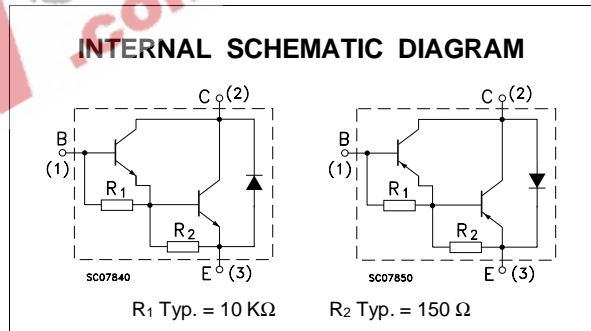 .com
INTERNAL SCHEMATIC DIAGRAM
C (2)
B
(1)
R1
R2
SC07840
E (3)
C (2)
B
(1)
R1
R2
SC07850
E (3)
R1 Typ. = 10 KΩ R2 Typ. = 150 Ω